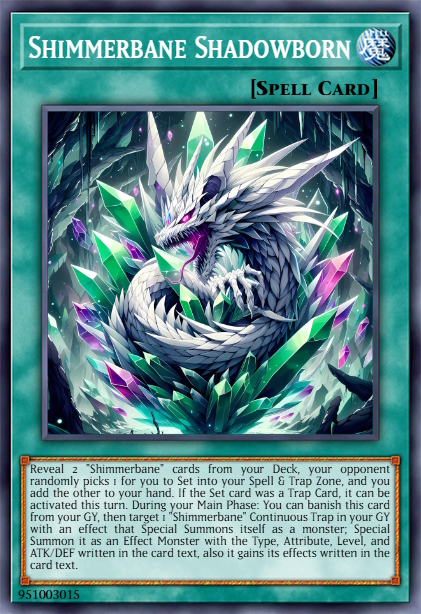 Shimmerbane Shadowborn
魔
[Spell Card]
Reveal 2 "Shimmerbane" cards from your Deck, your opponent
randomly picks 1 for you to Set into your Spell & Trap Zone, and you
add the other to your hand. If the Set card was a Trap Card, it can be
activated this turn. During your Main Phase: You can banish this card
from your GY, then target 1 "Shimmerbane" Continuous Trap in your GY
with an effect that Special Summons itself as a monster; Special
Summon it as an Effect Monster with the Type, Attribute, Level, and
ATK/DEF written in the card text, also it gains its effects written in the
card text.
951003015